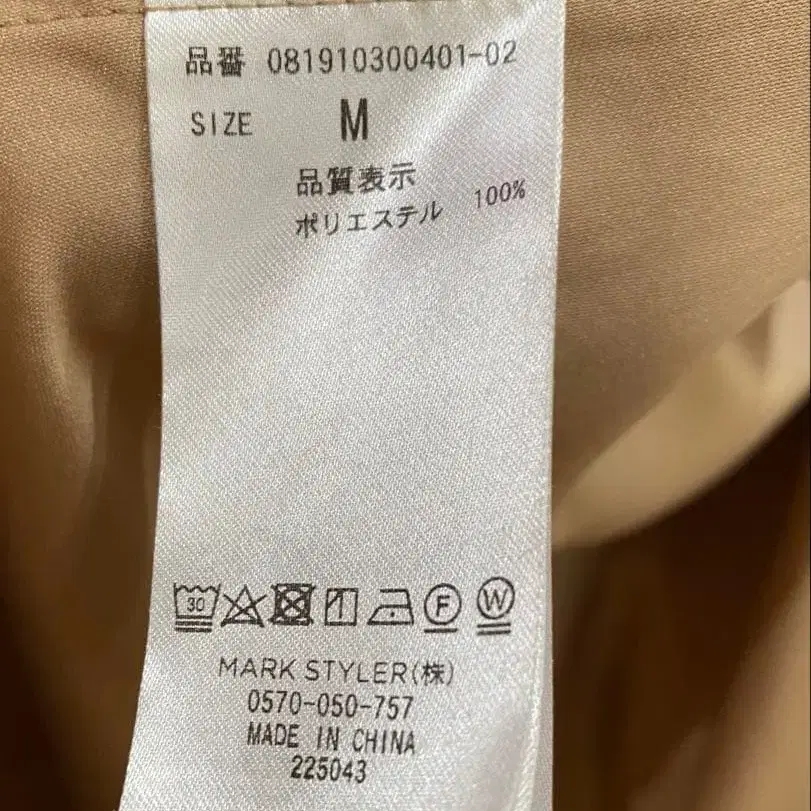 品番 081910300401-02
SIZE M
品質表示
ポリエステル 100%
30 F W
MARK STYLER(株)
0570-050-757
MADE IN CHINA
225043